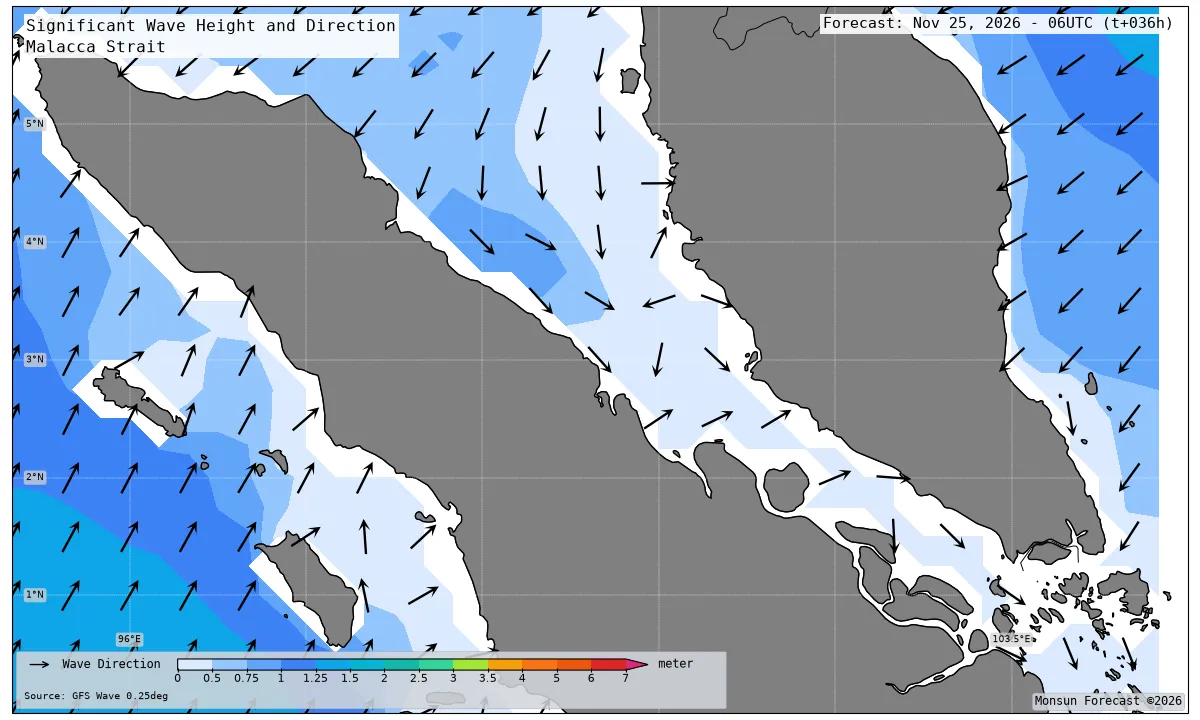 Significant Wave Height and Direction
Malacca Strait
Forecast: Nov 25, 2026 - 06UTC (t+036h)
5°N
4°N
3°N
2°N
1°N
96°E
103.5°E
Wave Direction
0 0.5 0.75 1 1.25 1.5 2 2.5 3 3.5 4 5 6 7
meter
Source: GFS Wave 0.25deg
Monsun Forecast ©2026